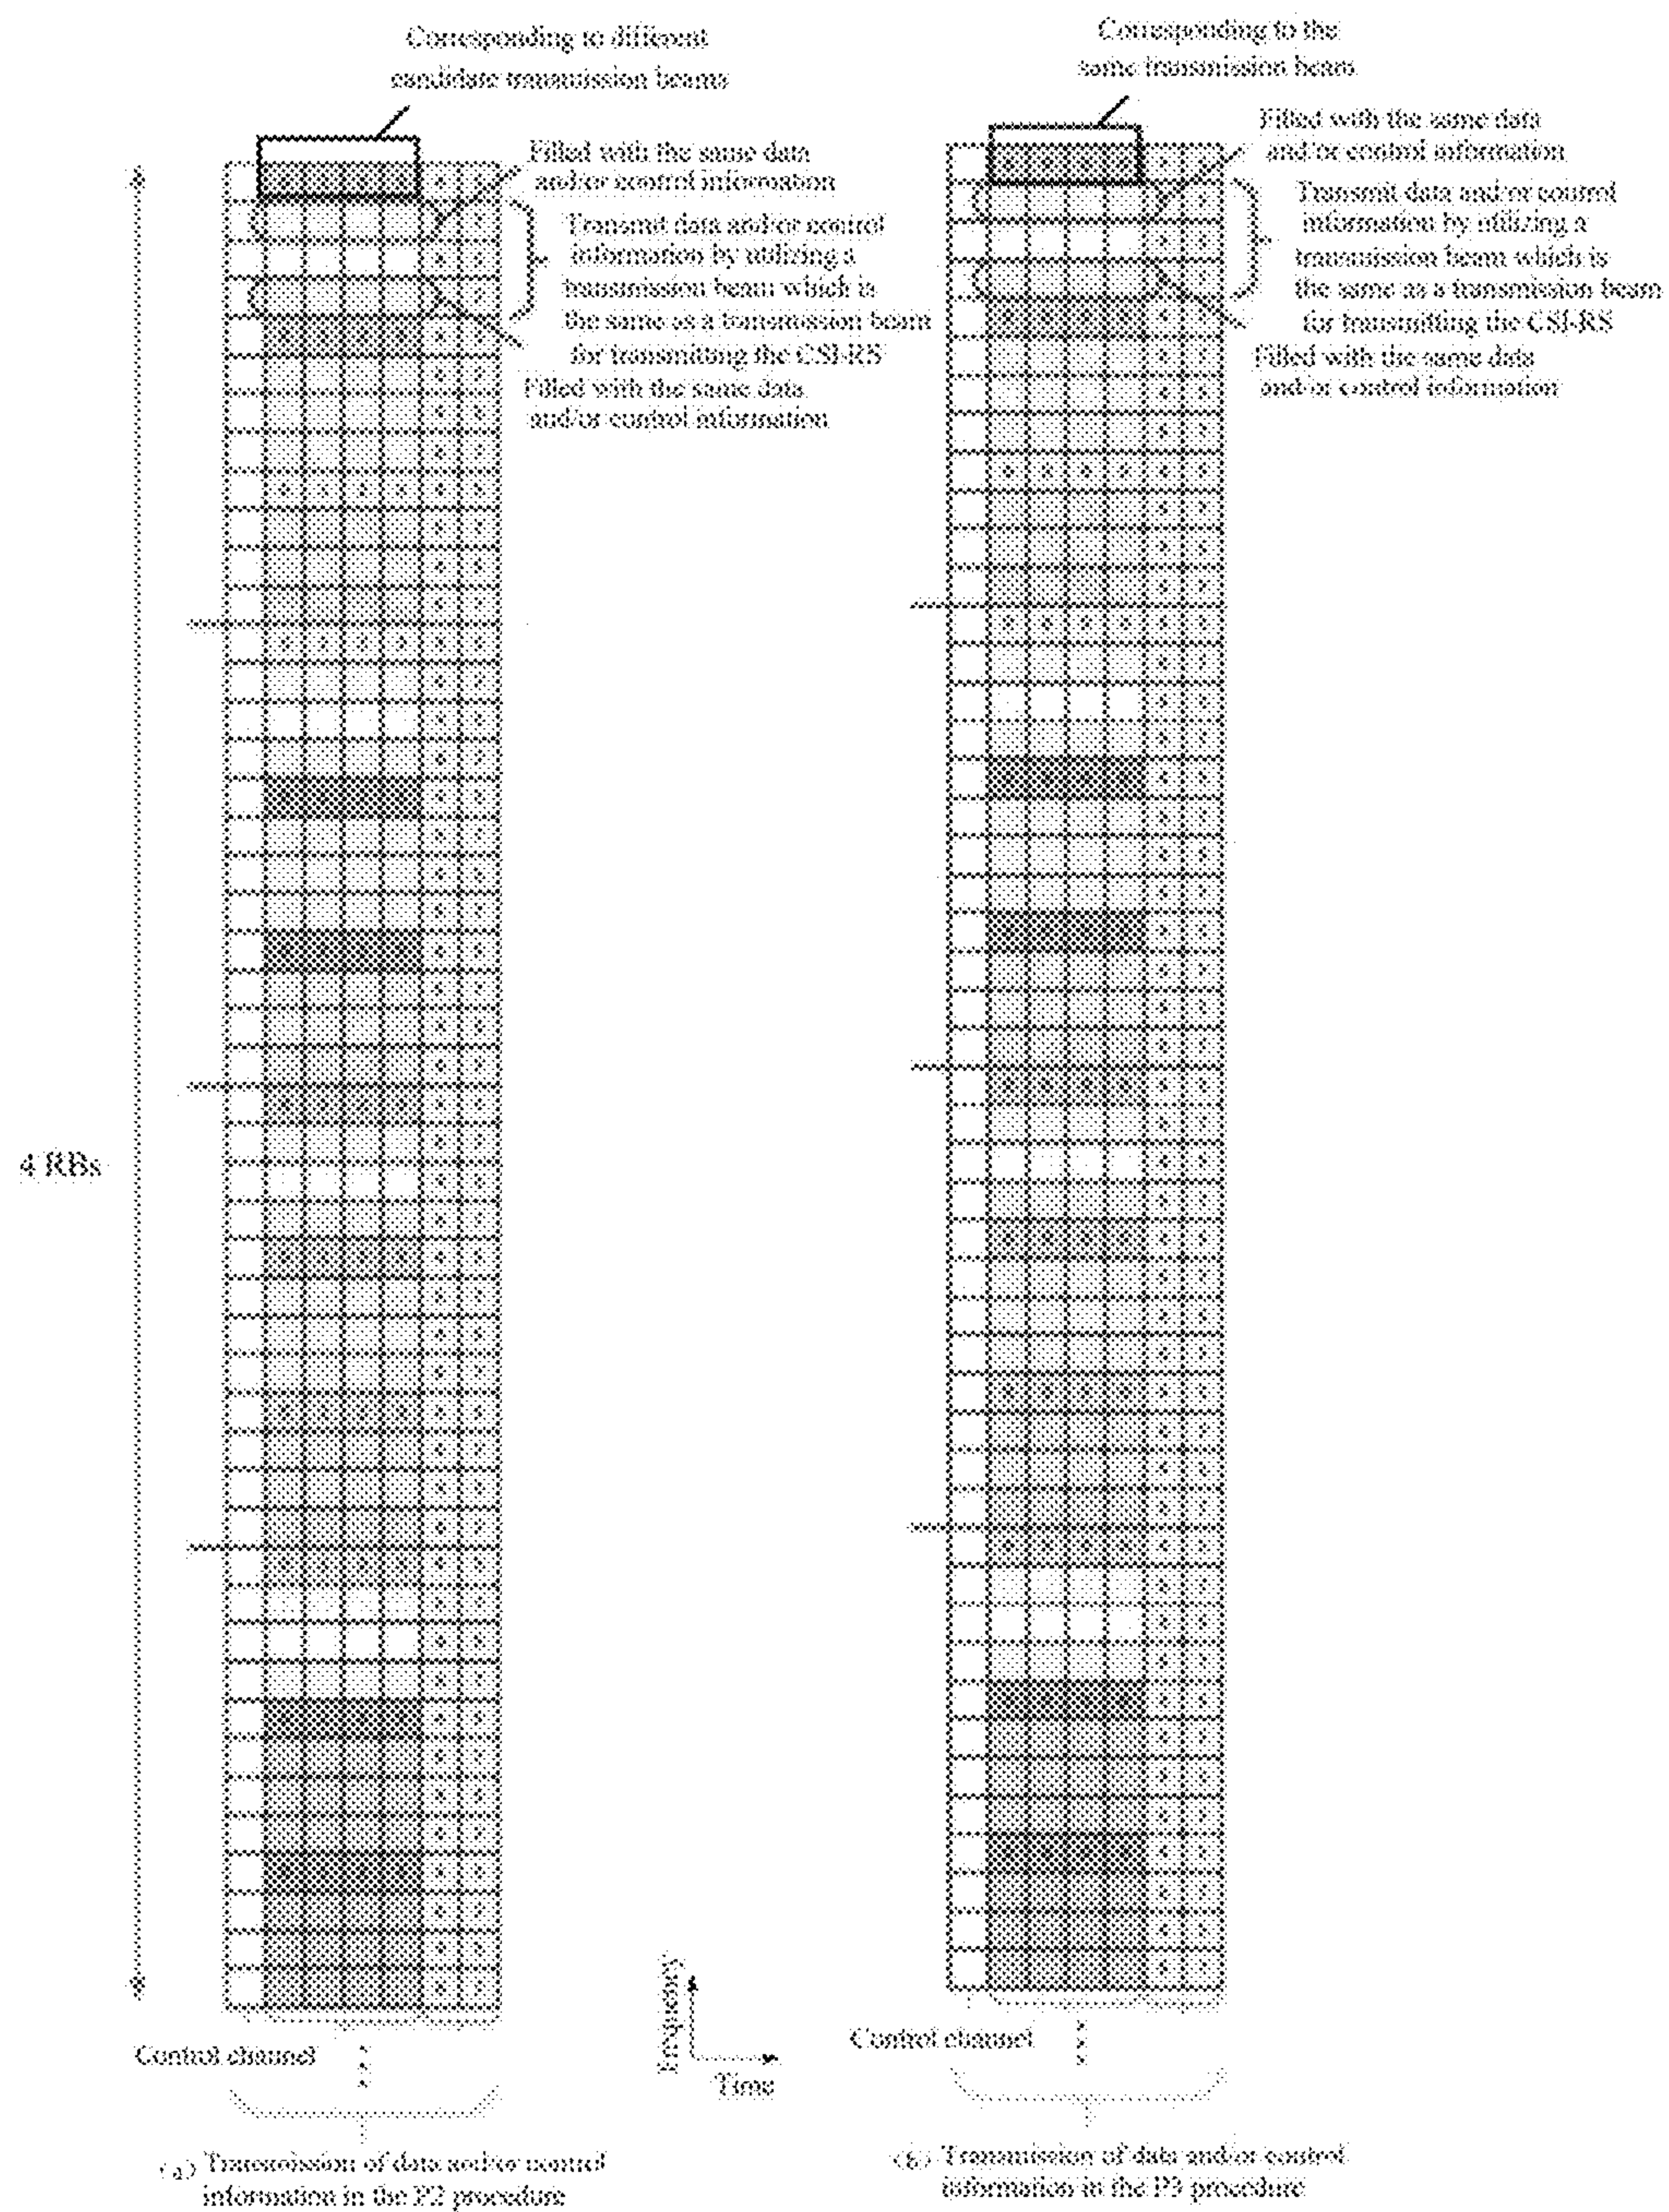 Corresponding to different
candidate transmission beams
Filled with the same data
and/or control information
Transmit data and/or control
information by utilizing a
transmission beam which is
the same as a transmission beam
for transmitting the CSI-RS
Filled with the same data
and/or control information
4 RBs
Control channel
(a) Transmission of data and/or control
information in the P2 procedure
Corresponding to the
same transmission beam
Filled with the same data
and/or control information
Transmit data and/or control
information by utilizing a
transmission beam which is
the same as a transmission beam
for transmitting the CSI-RS
Filled with the same data
and/or control information
Frequency
Time
Control channel
Transmission of data and/or control
information in the P3 procedure